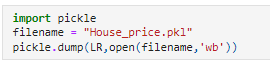 import pickle
filename = "House_price.pkl"
pickle.dump(LR,open(filename,'wb'))